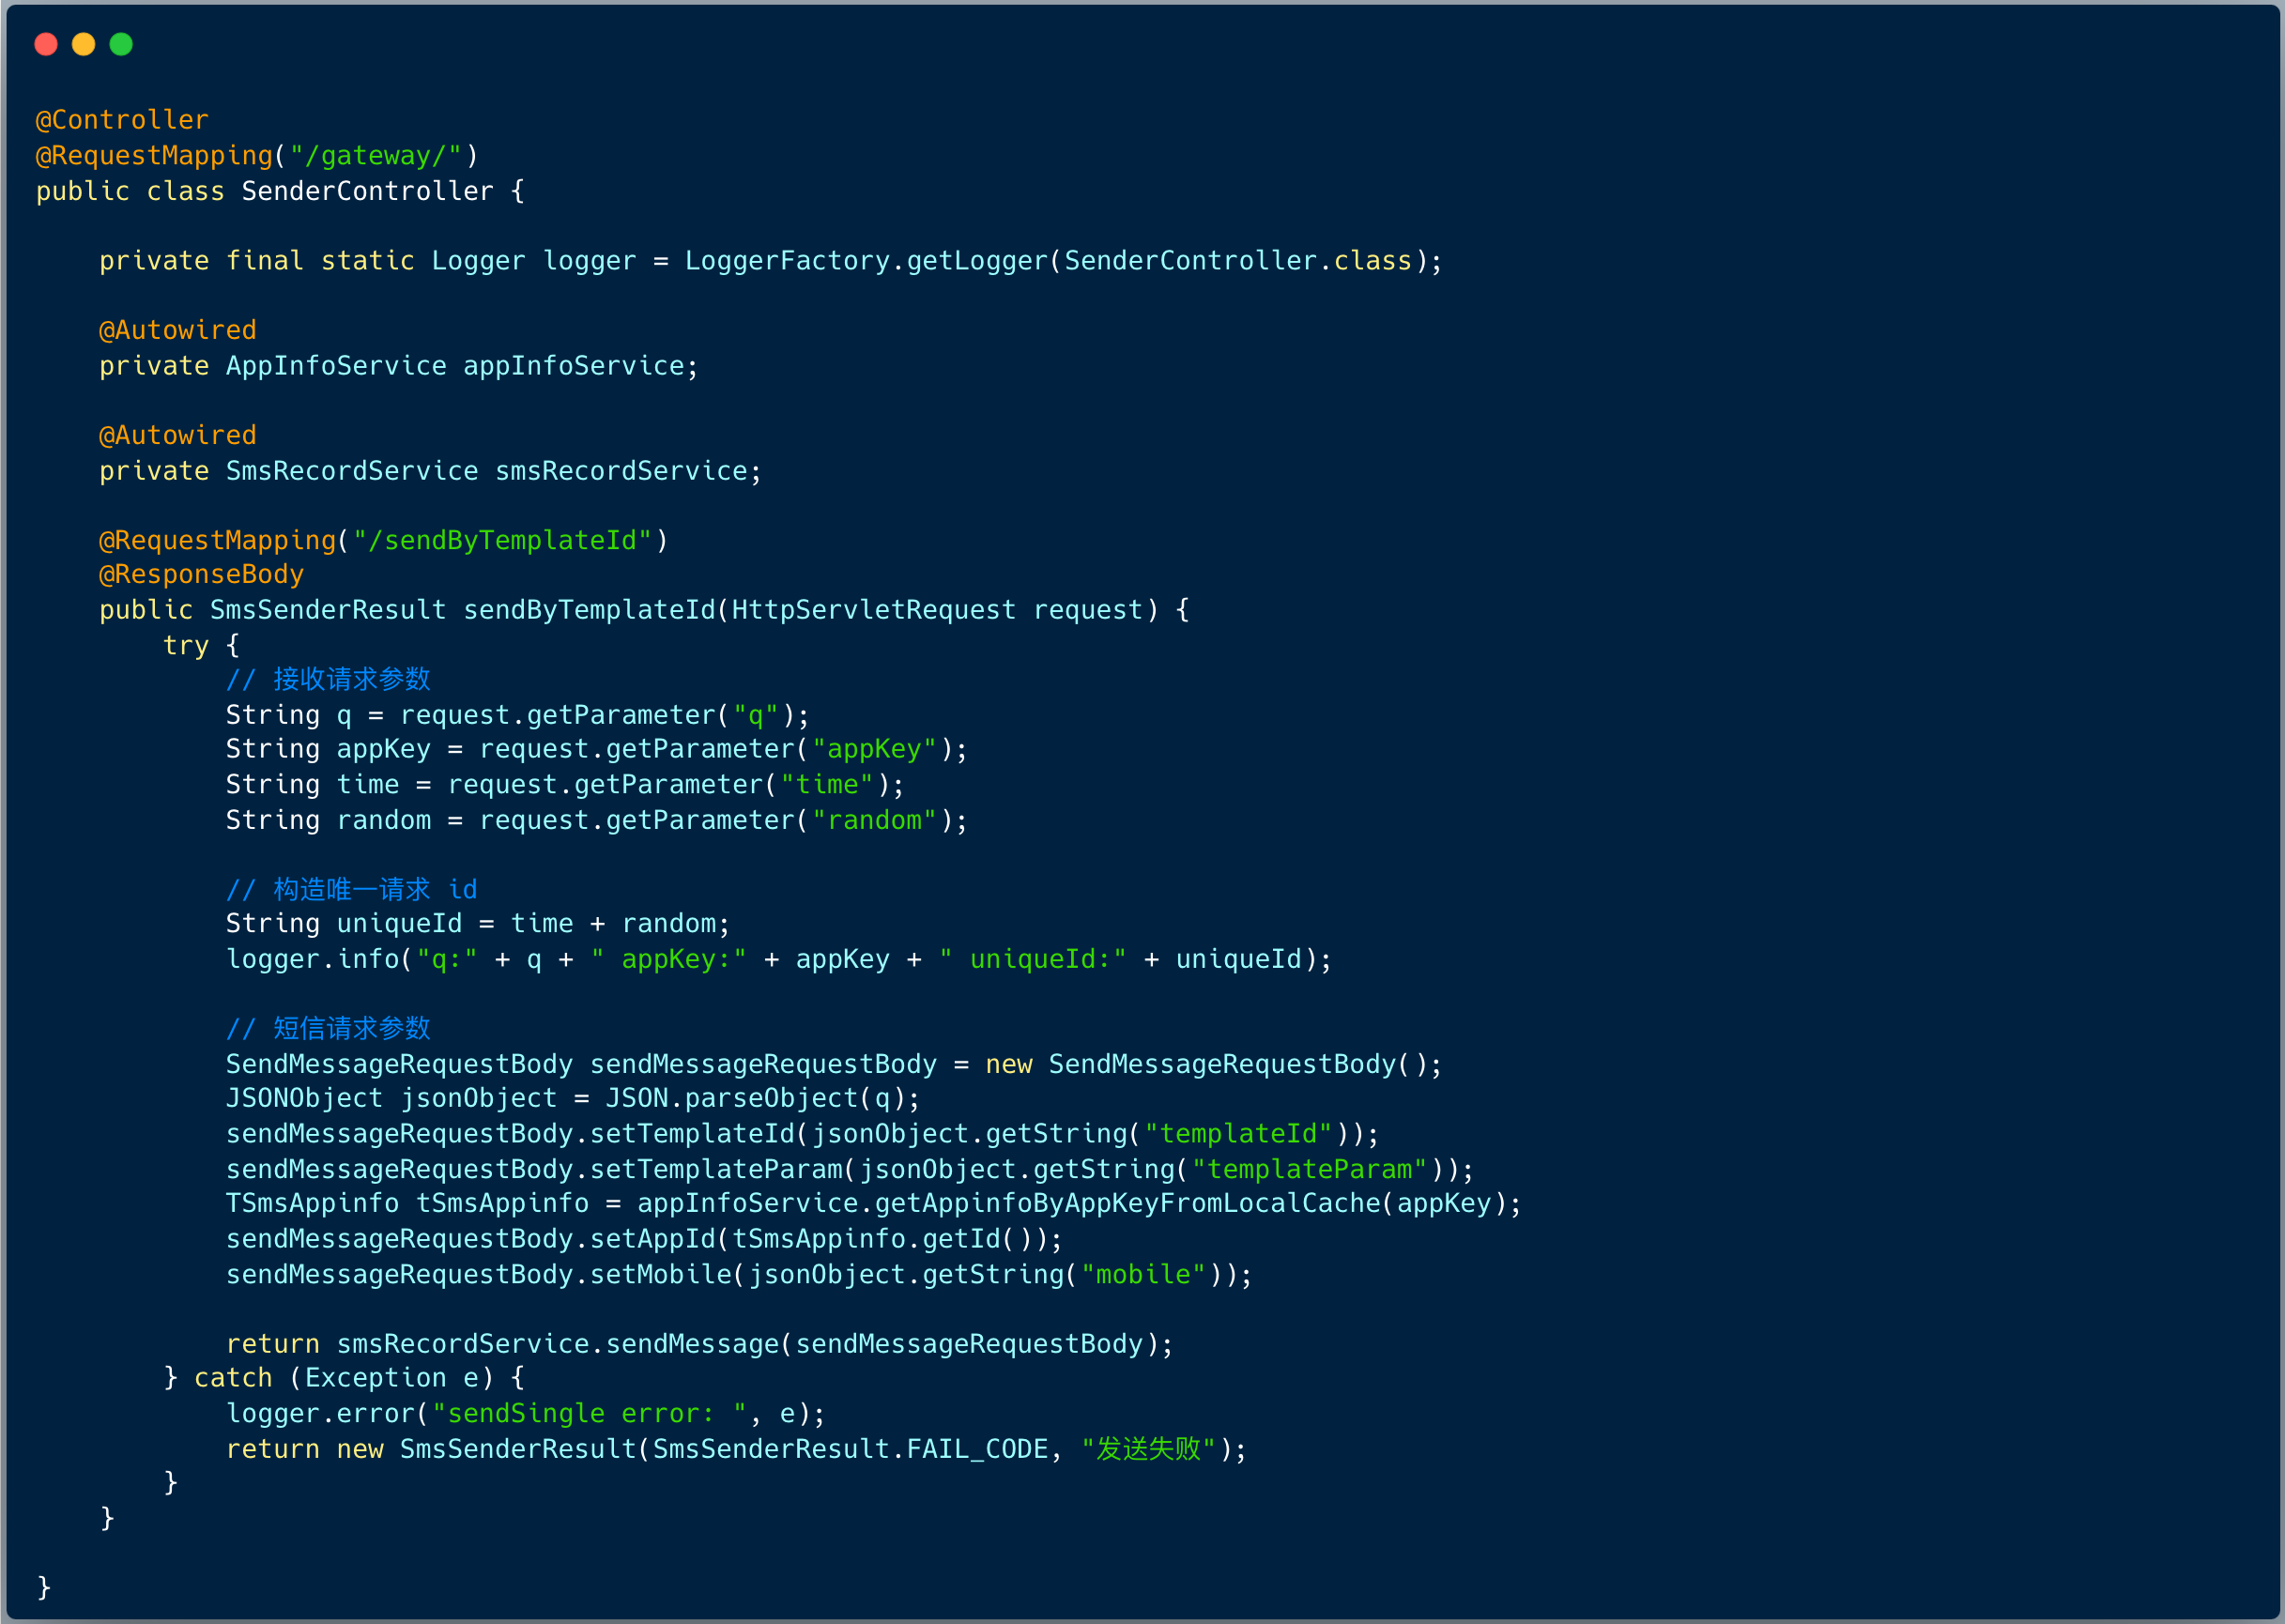 @Controller
@RequestMapping("/gateway/")
public class SenderController {
private final static Logger logger = LoggerFactory.getLogger(SenderController.class);
@Autowired
private AppInfoService appInfoService;
@Autowired
private SmsRecordService smsRecordService;
@RequestMapping("/sendByTemplateId")
@ResponseBody
public SmsSenderResult sendByTemplateId(HttpServletRequest request) {
try {
// 接收请求参数
String q = request.getParameter("q");
String appKey = request.getParameter("appKey");
String time = request.getParameter("time");
String random = request.getParameter("random");
// 构造唯一请求 id
String uniqueId = time + random;
logger.info("q:" + q + " appKey:" + appKey + " uniqueId:" + uniqueId);
// 短信请求参数
SendMessageRequestBody sendMessageRequestBody = new SendMessageRequestBody();
JSONObject jsonObject = JSON.parseObject(q);
sendMessageRequestBody.setTemplateId(jsonObject.getString("templateId"));
sendMessageRequestBody.setTemplateParam(jsonObject.getString("templateParam"));
TSmsAppinfo tSmsAppinfo = appInfoService.getAppinfoByAppKeyFromLocalCache(appKey);
sendMessageRequestBody.setAppId(tSmsAppinfo.getId());
sendMessageRequestBody.setMobile(jsonObject.getString("mobile"));
return smsRecordService.sendMessage(sendMessageRequestBody);
} catch (Exception e) {
logger.error("sendSingle error: ", e);
return new SmsSenderResult(SmsSenderResult.FAIL_CODE, "发送失败");
}
}
}